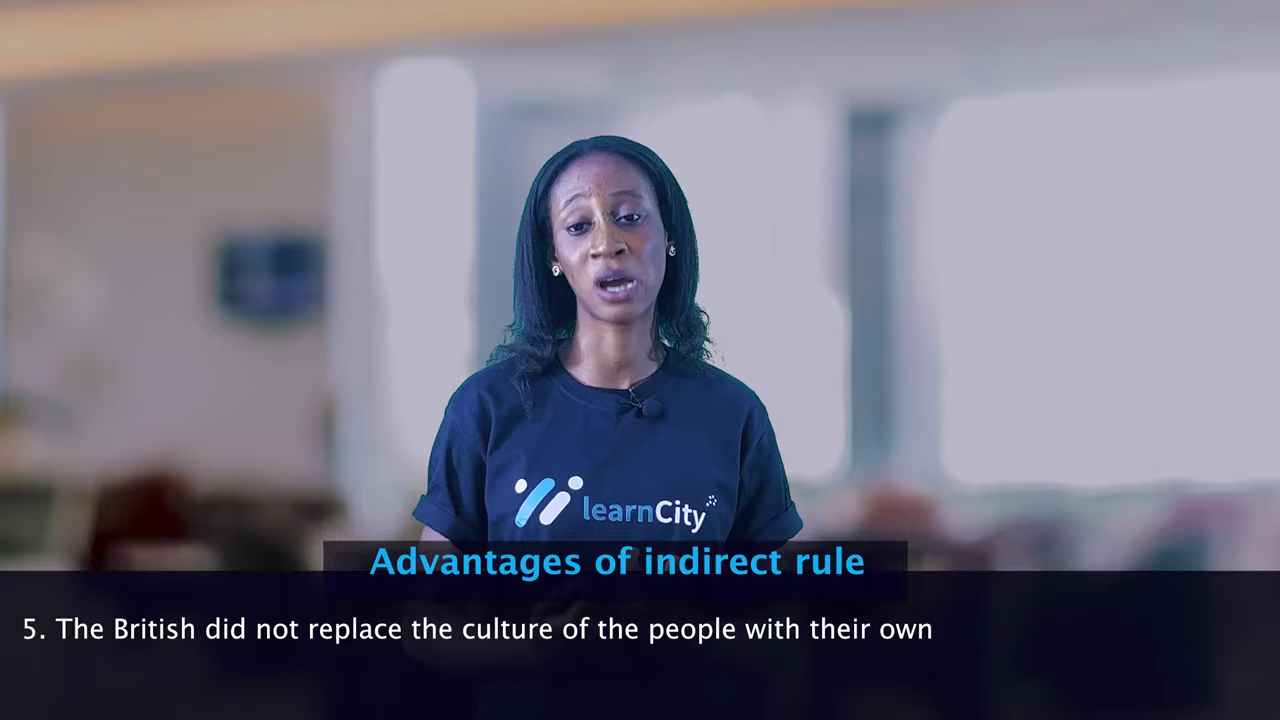 learnCity
Advantages of indirect rule
5. The British did not replace the culture of the people with their own